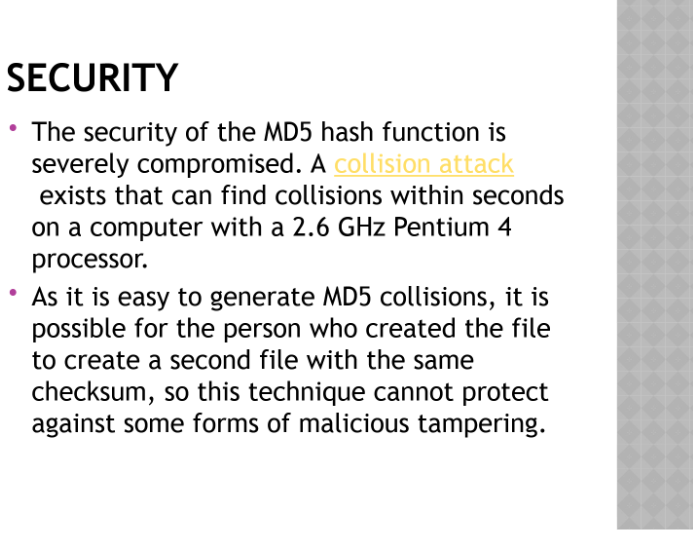 SECURITY
• The security of the MD5 hash function is
severely compromised. A collision attack
exists that can find collisions within seconds
on a computer with a 2.6 GHz Pentium 4
processor.
• As it is easy to generate MD5 collisions, it is
possible for the person who created the file
to create a second file with the same
checksum, so this technique cannot protect
against some forms of malicious tampering.